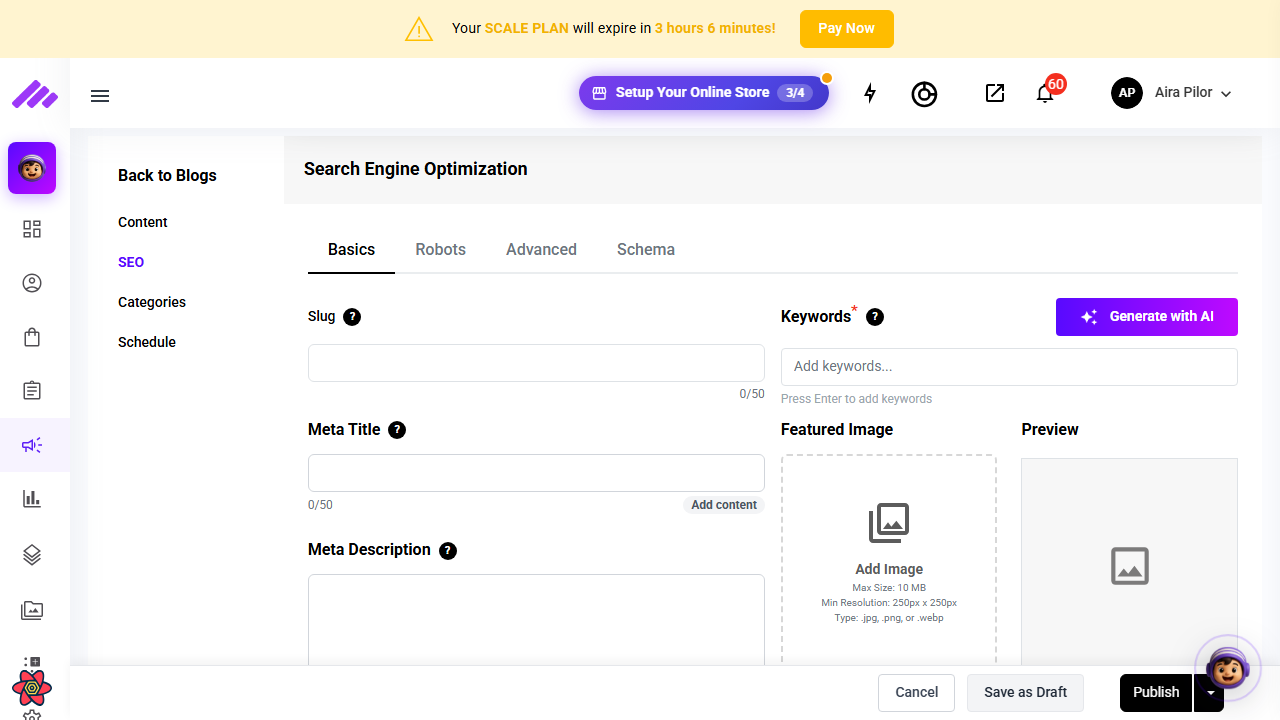 Your SCALE PLAN will expire in 3 hours 6 minutes!
Pay Now
Setup Your Online Store 3/4
60
AP
Aira Pilor
Back to Blogs
Content
SEO
Categories
Schedule
Search Engine Optimization
Basics
Robots
Advanced
Schema
Slug ?
0/50
Keywords* ?
Generate with AI
Add keywords...
Press Enter to add keywords
Meta Title ?
0/50
Add content
Featured Image
Preview
Add Image
Max Size: 10 MB
Min Resolution: 250px x 250px
Type: .jpg, .png, or .webp
Meta Description ?
Cancel
Save as Draft
Publish